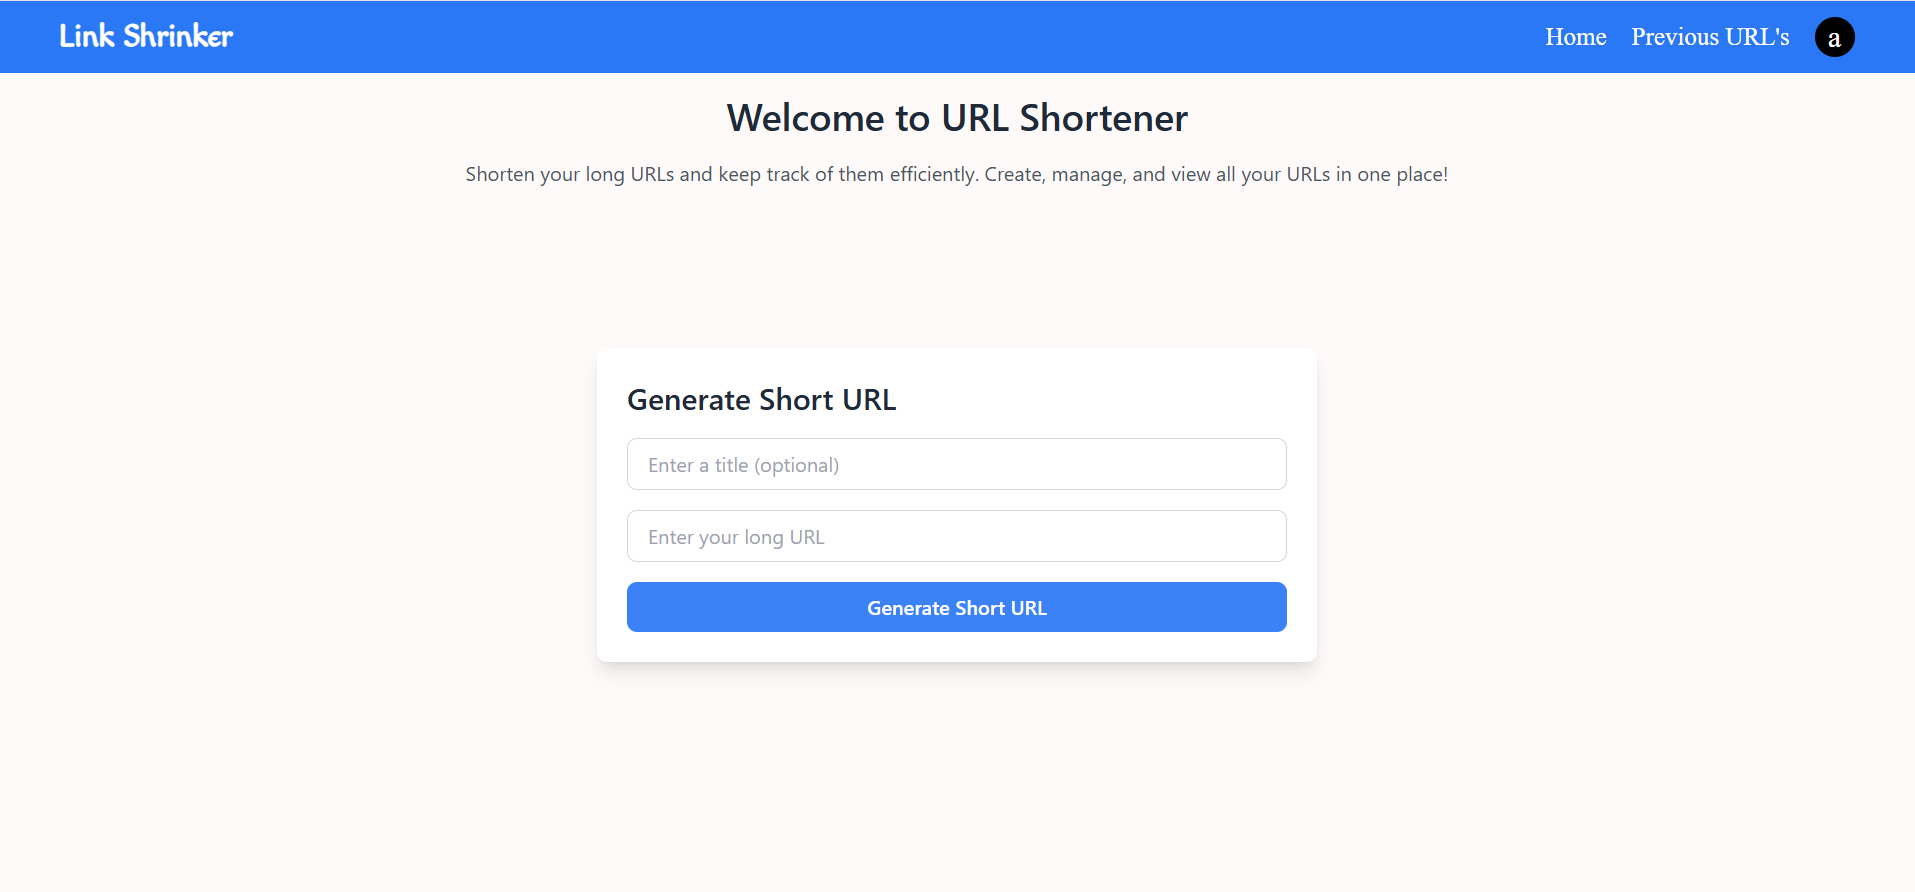 Link Shrinker
Home Previous URL's a
Welcome to URL Shortener
Shorten your long URLs and keep track of them efficiently. Create, manage, and view all your URLs in one place!
Generate Short URL
Enter a title (optional)
Enter your long URL
Generate Short URL